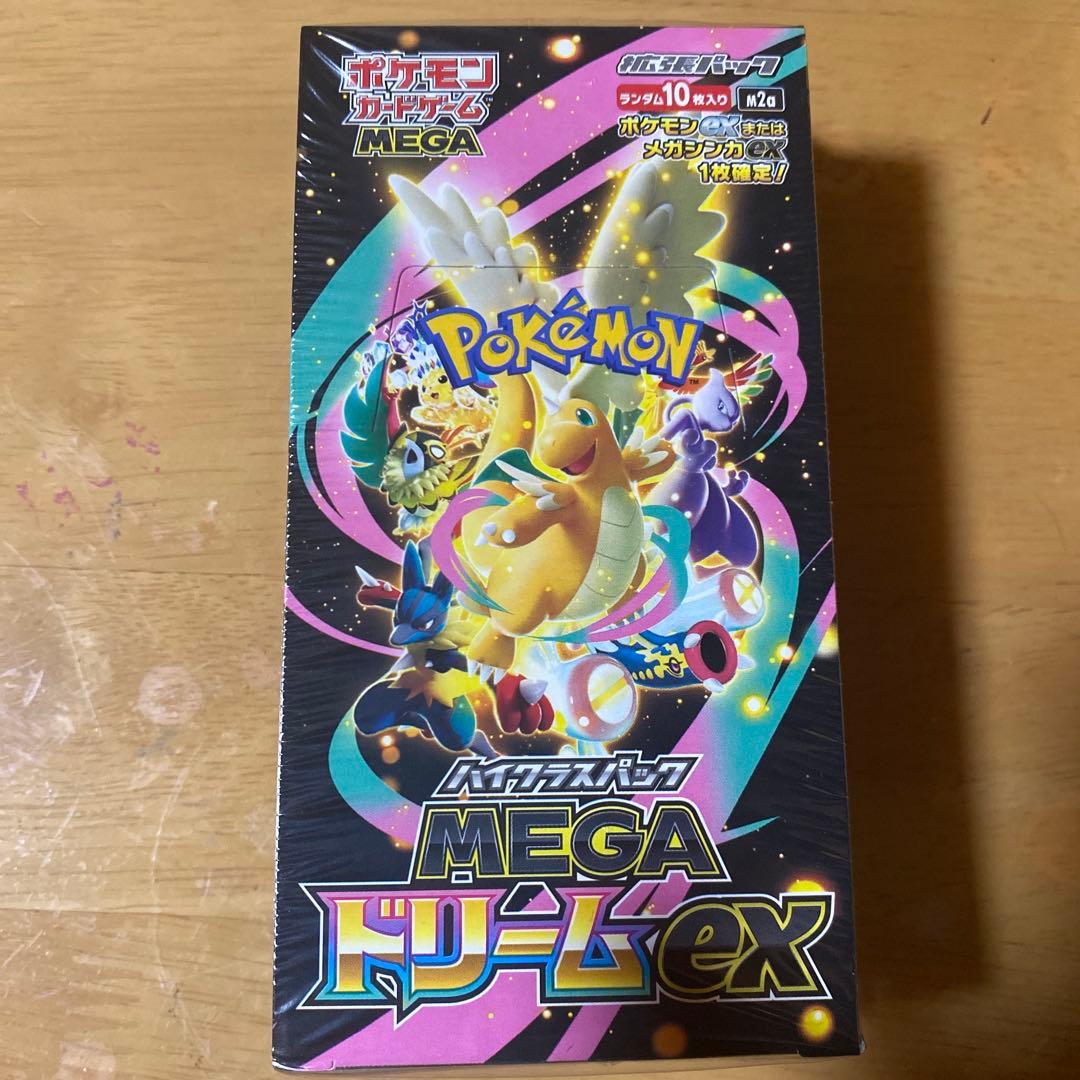 ポケモン
カードゲーム™
MEGA
拡張パック
ランダム10枚入り M2a
ポケモンexまたは
メガシンカex
1枚確定!
POKéMON™
ハイクラスパック
MEGA
ドリームex